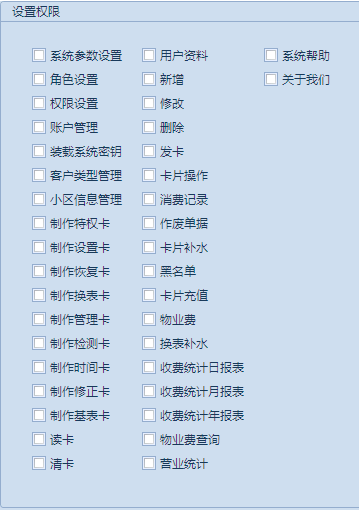 设置权限
系统参数设置 用户资料 系统帮助
角色设置 新增 关于我们
权限设置 修改
账户管理 删除
装载系统密钥 发卡
客户类型管理 卡片操作
小区信息管理 消费记录
制作特权卡 作废单据
制作设置卡 卡片补水
制作恢复卡 黑名单
制作换表卡 卡片充值
制作管理卡 物业费
制作检测卡 换表补水
制作时间卡 收费统计日报表
制作修正卡 收费统计月报表
制作基表卡 收费统计年报表
读卡 物业费查询
清卡 营业统计